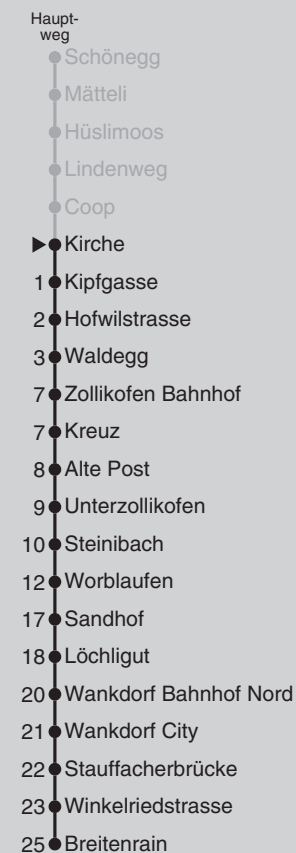 Haupt-
weg
Schönegg
Mätteli
Hüslimoos
Lindenweg
Coop
Kirche
1 Kipfgasse
2 Hofwilstrasse
3 Waldegg
7 Zollikofen Bahnhof
7 Kreuz
8 Alte Post
9 Unterzollikofen
10 Steinibach
12 Worblaufen
17 Sandhof
18 Löchligut
20 Wankdorf Bahnhof Nord
21 Wankdorf City
22 Stauffacherbrücke
23 Winkelriedstrasse
25 Breitenrain